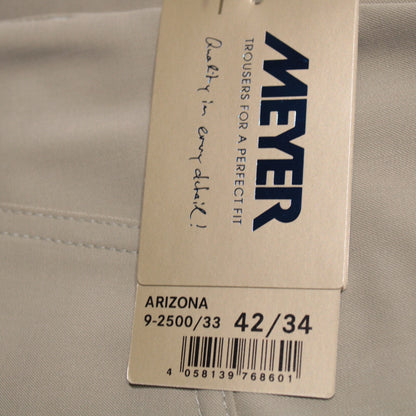 MEYER
TROUSERS FOR A PERFECT FIT
Quality in every detail!
ARIZONA
9-2500/33 42/34
4 058139 768601